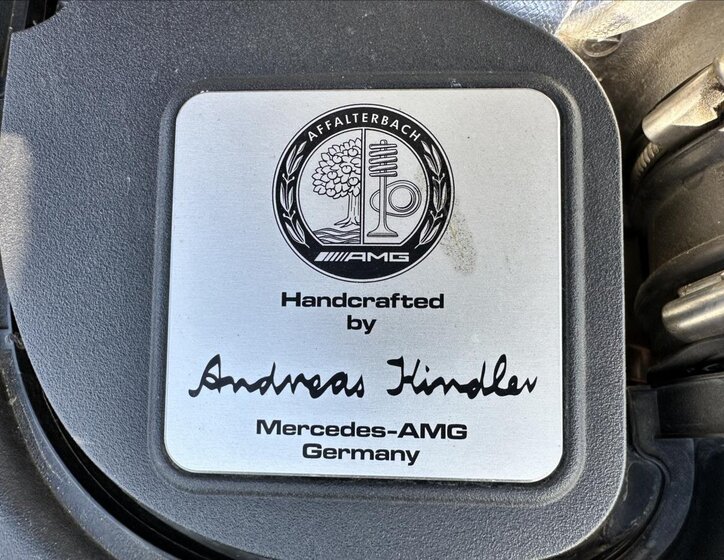 AFFALTERBACH
AMG
Handcrafted
by
Andreas Kindler
Mercedes-AMG
Germany